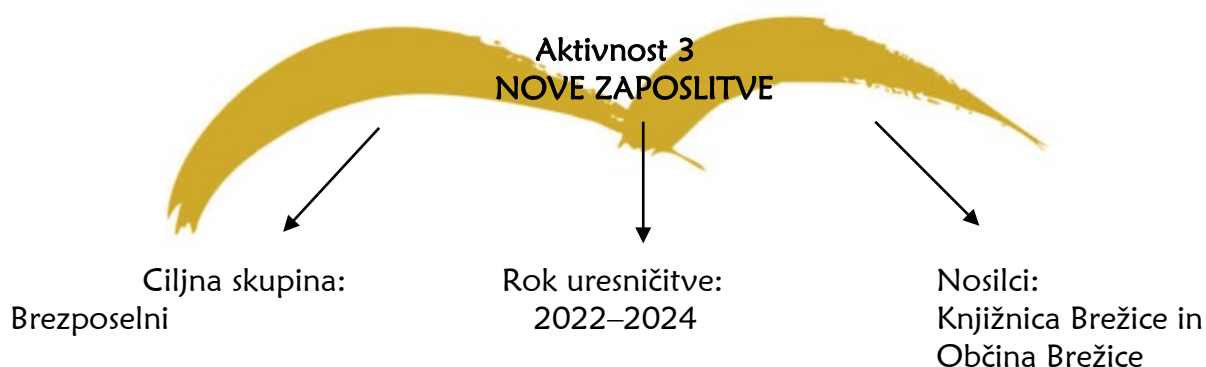 Aktivnost 3
NOVE ZAPOSLITVE
Ciljna skupina:
Brezposelni
Rok uresničitve:
2022–2024
Nosilci:
Knjižnica Brežice in
Občina Brežice